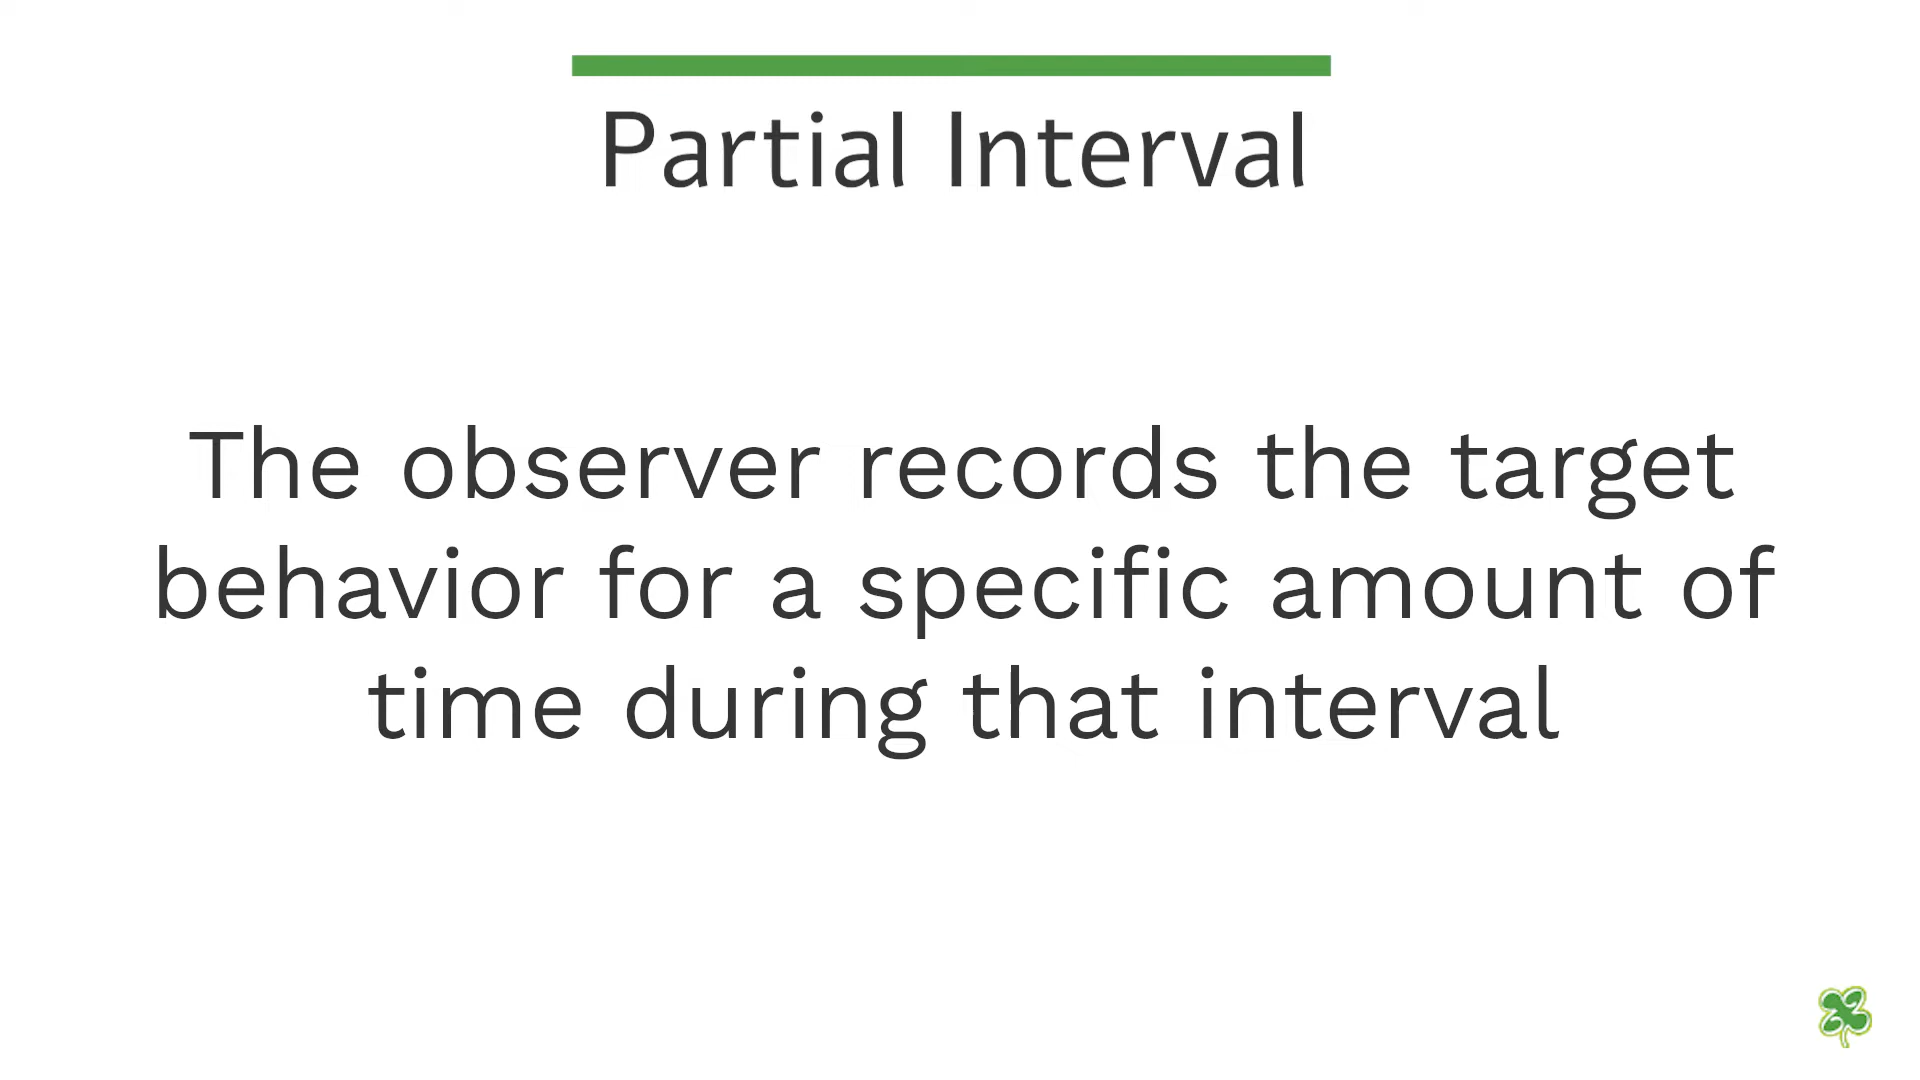 Partial Interval
The observer records the target
behavior for a specific amount of
time during that interval